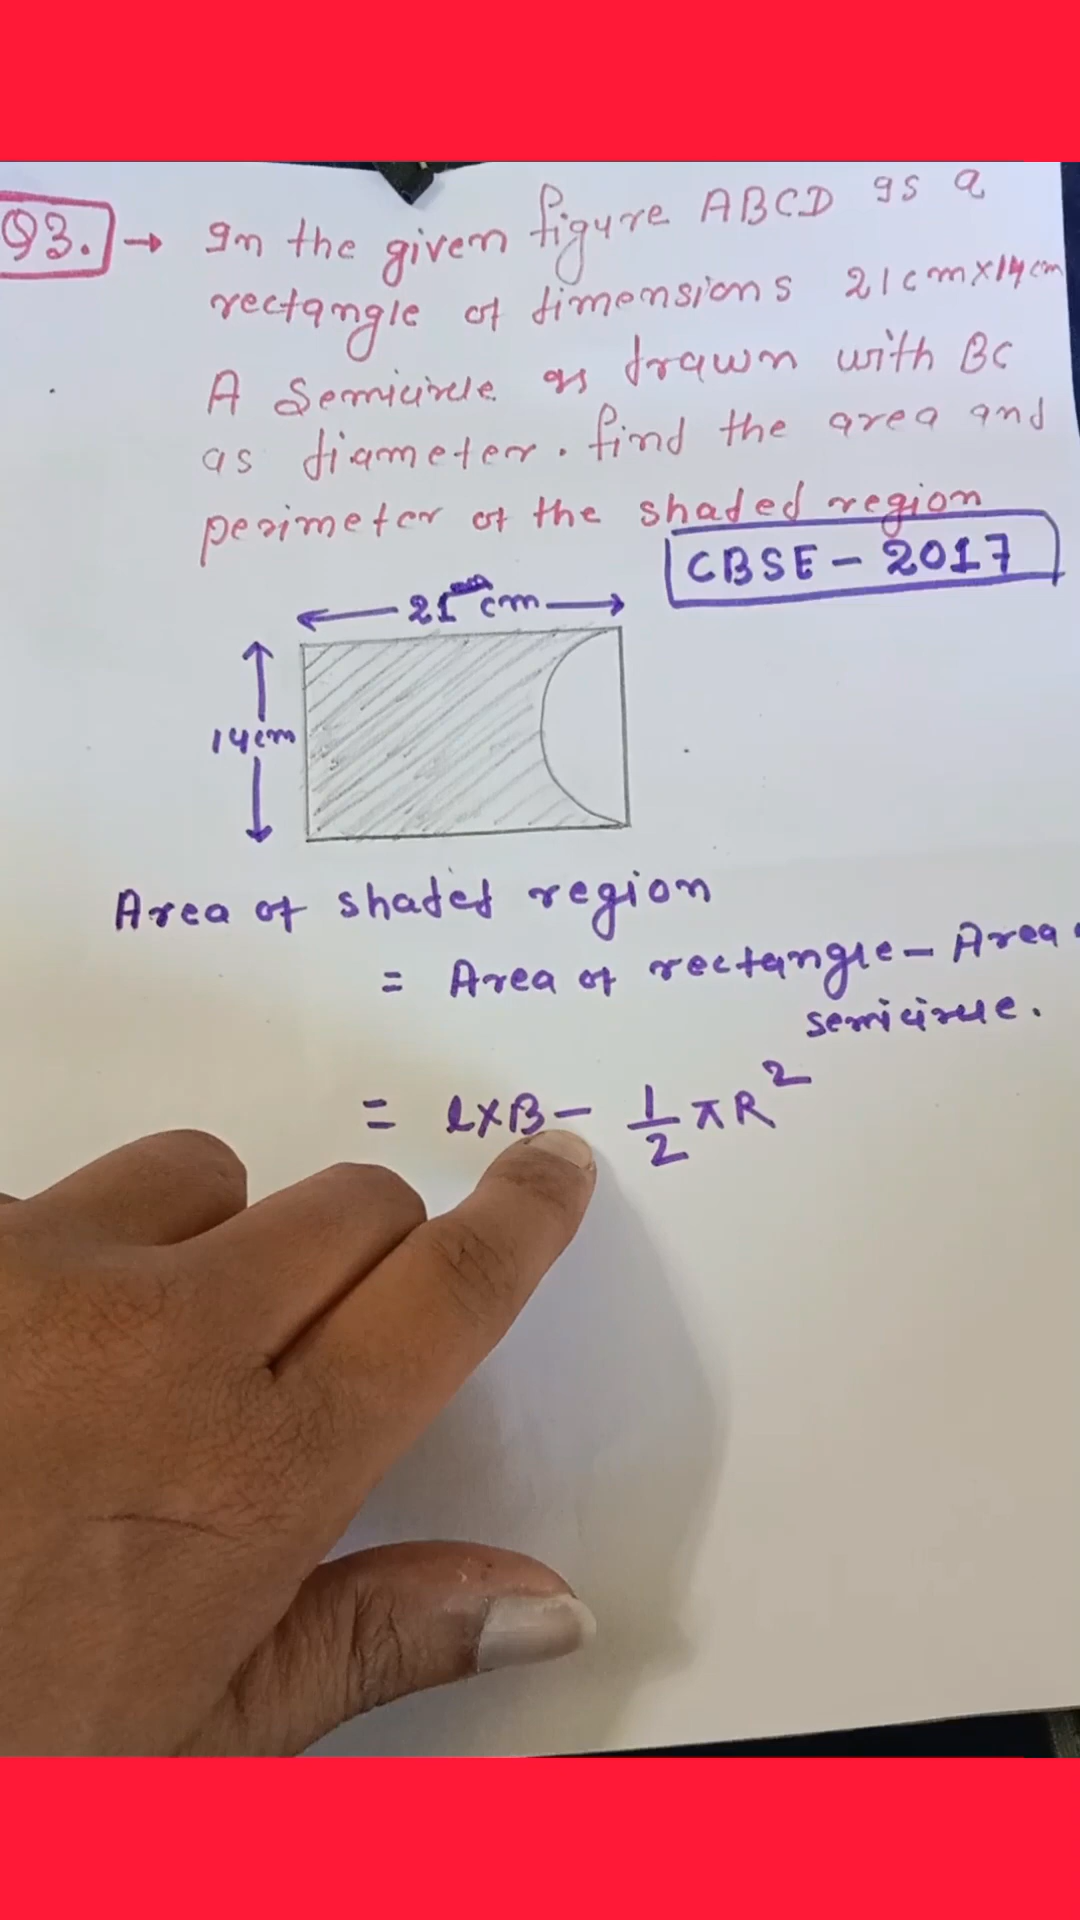 Q3. → In the given figure ABCD is a
rectangle of dimensions 21cm×14cm
A Semicircle is drawn with BC
as diameter. find the area and
perimeter of the shaded region
CBSE - 2017
21 cm
14cm
Area of shaded region
= Area of rectangle - Area
semicircle.
= l×B - 1/2 πR²